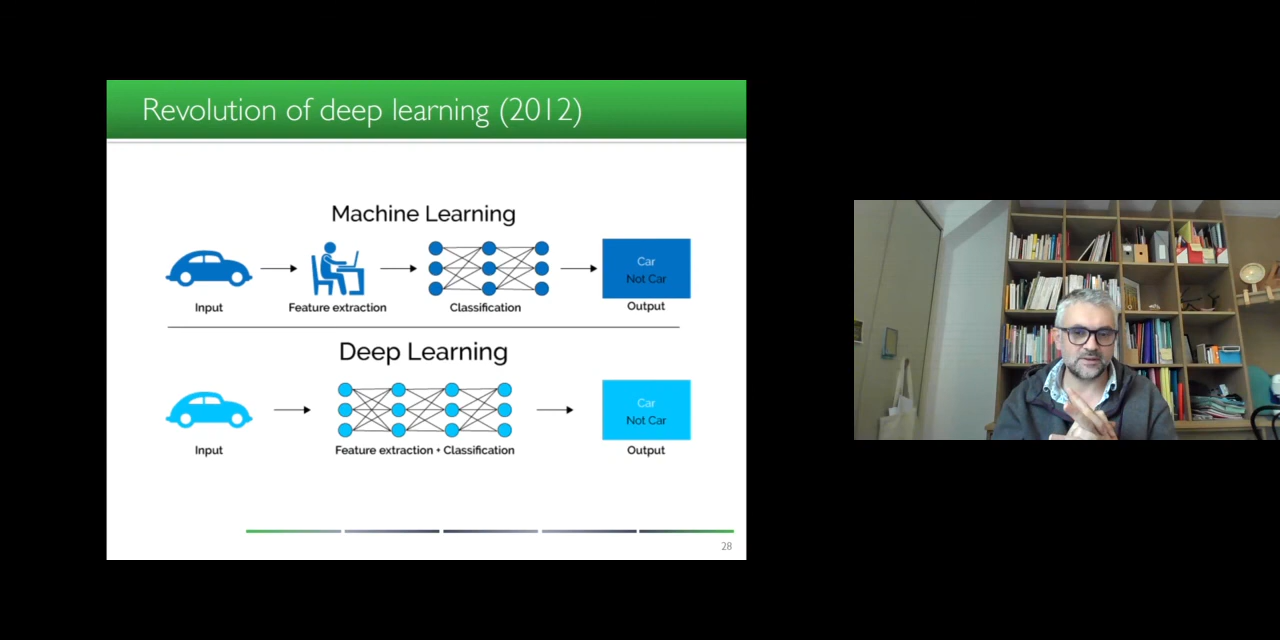 Revolution of deep learning (2012)
Machine Learning
Car
Not Car
Input
Feature extraction
Classification
Output
Deep Learning
Car
Not Car
Input
Feature extraction + Classification
Output
28